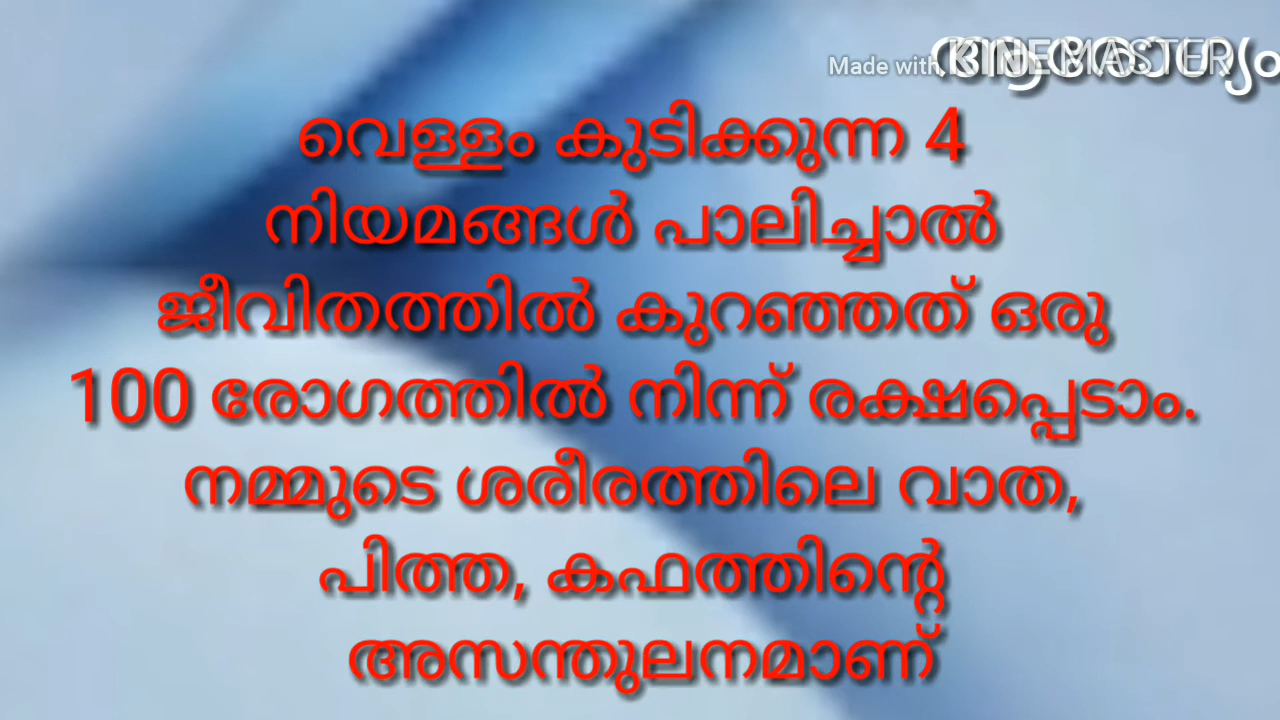 Made with KINEMASTER
വെള്ളം കുടിക്കുന്ന 4
നിയമങ്ങൾ പാലിച്ചാൽ
ജീവിതത്തിൽ കുറഞ്ഞത് ഒരു
100 രോഗത്തിൽ നിന്ന് രക്ഷപ്പെടാം.
നമ്മുടെ ശരീരത്തിലെ വാത,
പിത്ത, കഫത്തിന്റെ
അസന്തുലനമാണ്